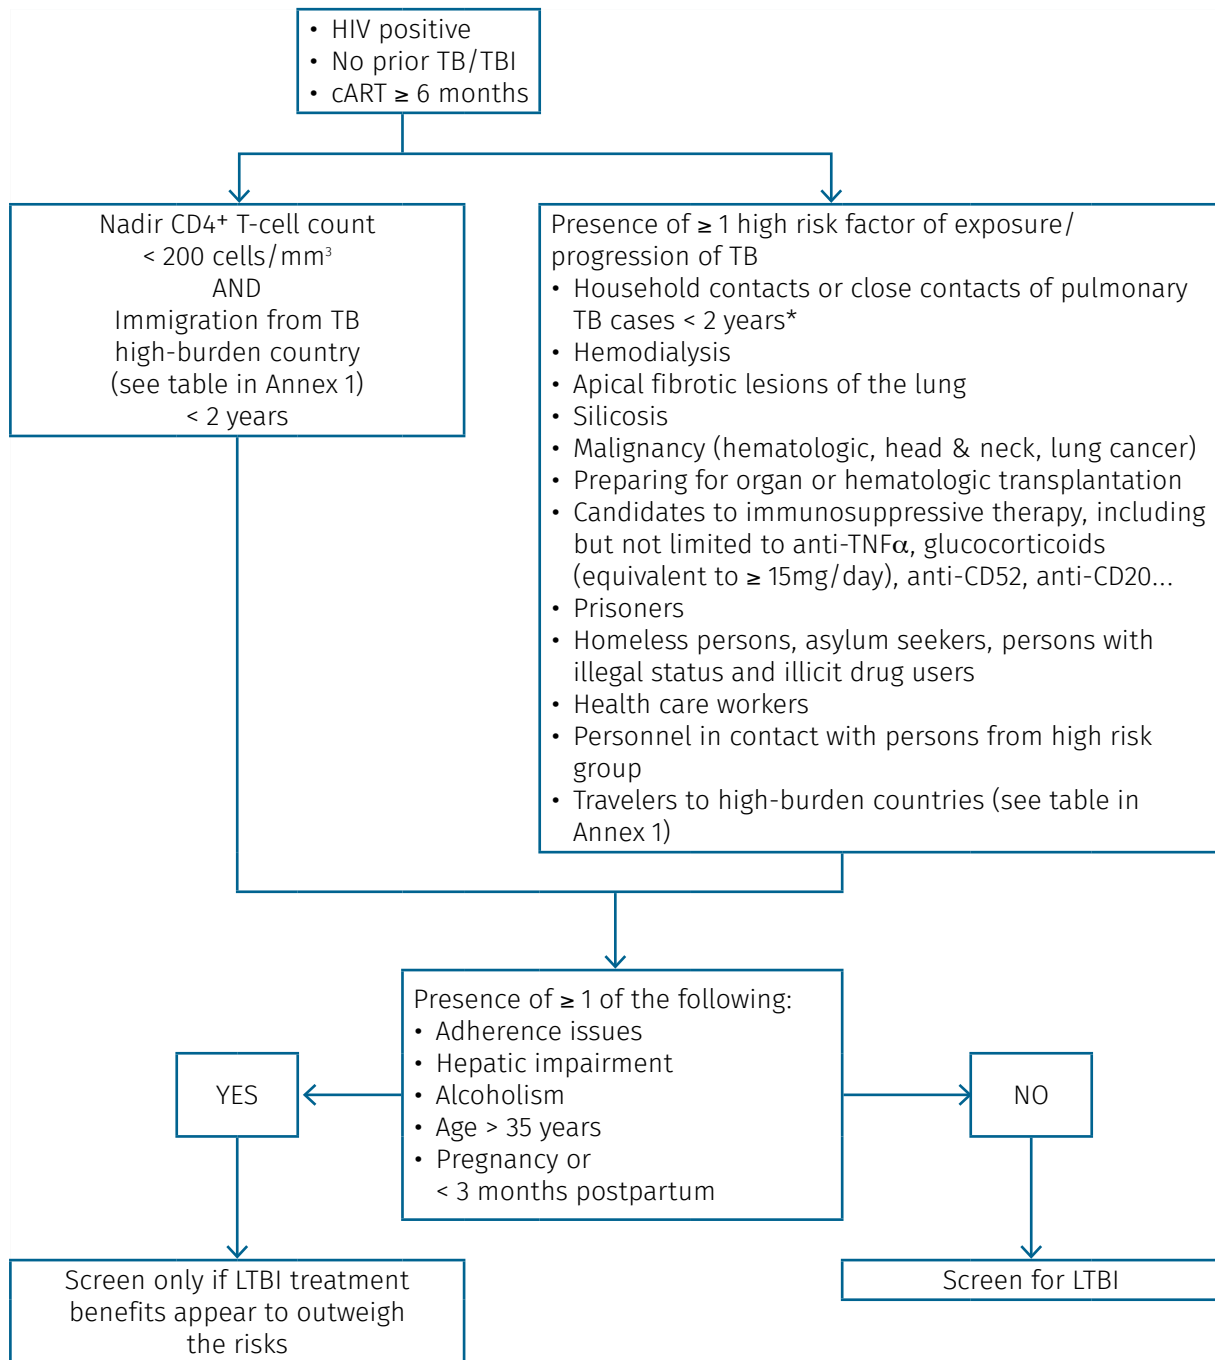 • HIV positive
• No prior TB/TBI
• cART ≥ 6 months
Nadir CD4⁺ T-cell count
< 200 cells/mm³
AND
Immigration from TB
high-burden country
(see table in Annex 1)
< 2 years
Presence of ≥ 1 high risk factor of exposure/
progression of TB
• Household contacts or close contacts of pulmonary
TB cases < 2 years*
• Hemodialysis
• Apical fibrotic lesions of the lung
• Silicosis
• Malignancy (hematologic, head & neck, lung cancer)
• Preparing for organ or hematologic transplantation
• Candidates to immunosuppressive therapy, including
but not limited to anti-TNFα, glucocorticoids
(equivalent to ≥ 15mg/day), anti-CD52, anti-CD20...
• Prisoners
• Homeless persons, asylum seekers, persons with
illegal status and illicit drug users
• Health care workers
• Personnel in contact with persons from high risk
group
• Travelers to high-burden countries (see table in
Annex 1)
Presence of ≥ 1 of the following:
• Adherence issues
• Hepatic impairment
• Alcoholism
• Age > 35 years
• Pregnancy or
< 3 months postpartum
YES
NO
Screen only if LTBI treatment
benefits appear to outweigh
the risks
Screen for LTBI